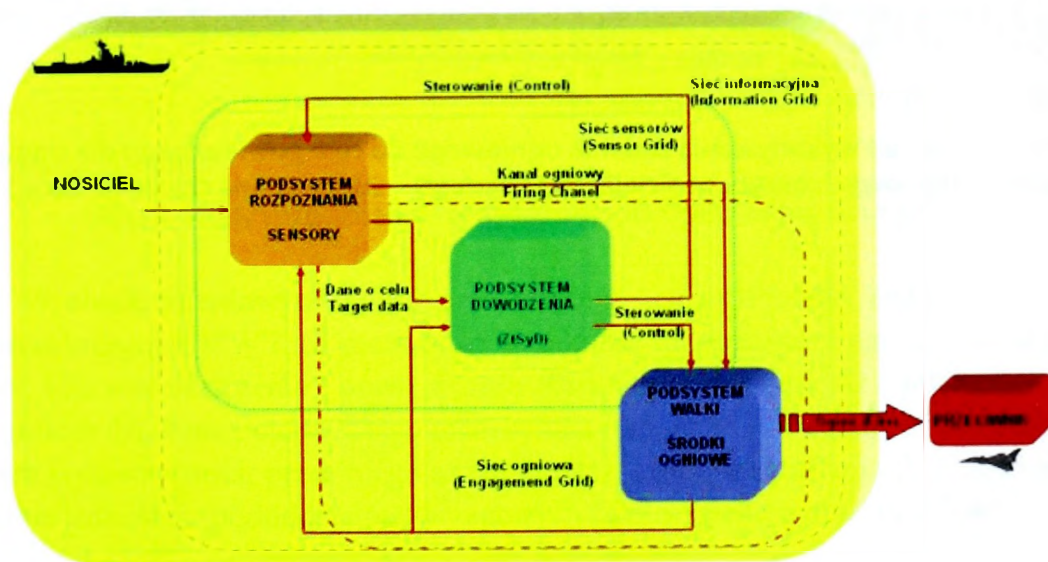 Sterowanie (Control)
Sieć informacyjna
(Information Grid)
Sieć sensorów
(Sensor Grid)
NOSICIEL
PODSYSTEM
ROZPOZNANIA
SENSORY
Kanał ogniowy
Firing Chanel
Dane o celu
Target data
PODSYSTEM
DOWODZENIA
(ZtSyD)
Sterowanie
(Control)
PODSYSTEM
WALKI
ŚRODKI
OGNIOWE
Sieć ogniowa
(Engagemend Grid)